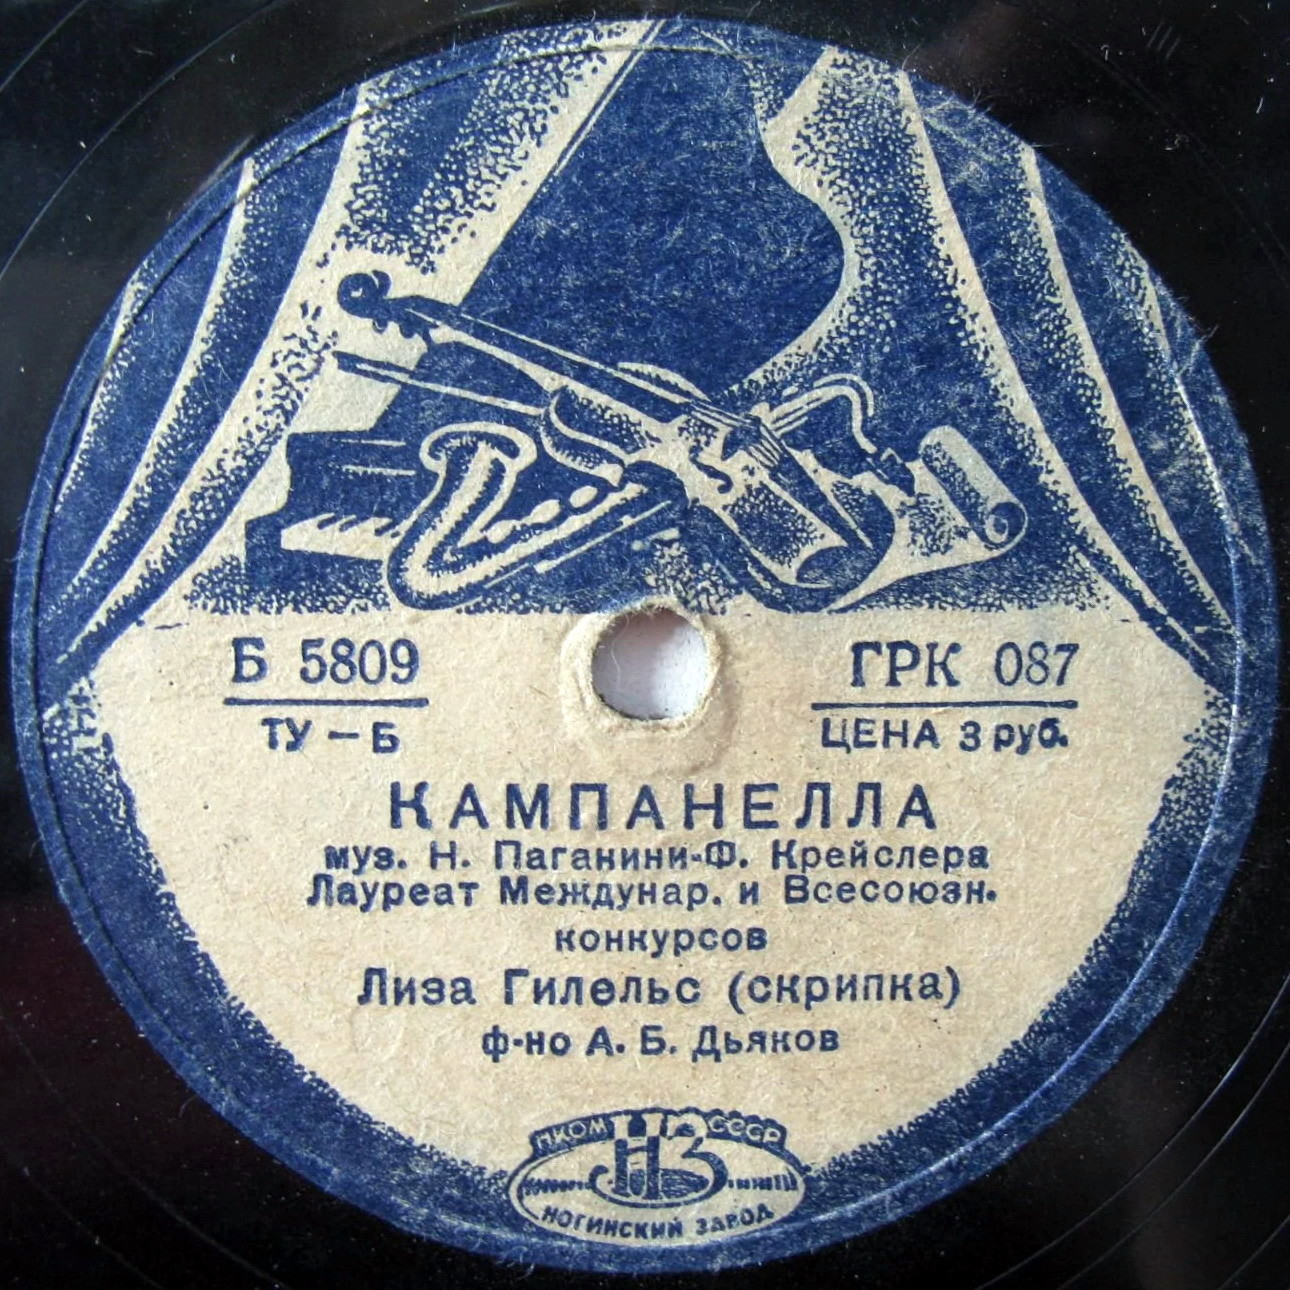 Б 5809
ТУ – Б
ГРК 087
ЦЕНА 3 руб.
КАМПАНЕЛЛА
муз. Н. Паганини-Ф. Крейслера
Лауреат Междунар. и Всесоюзн.
конкурсов
Лиза Гилельс (скрипка)
ф-но А. Б. Дьяков
НКОМ СССР
НЗ
НОГИНСКИЙ ЗАВОД